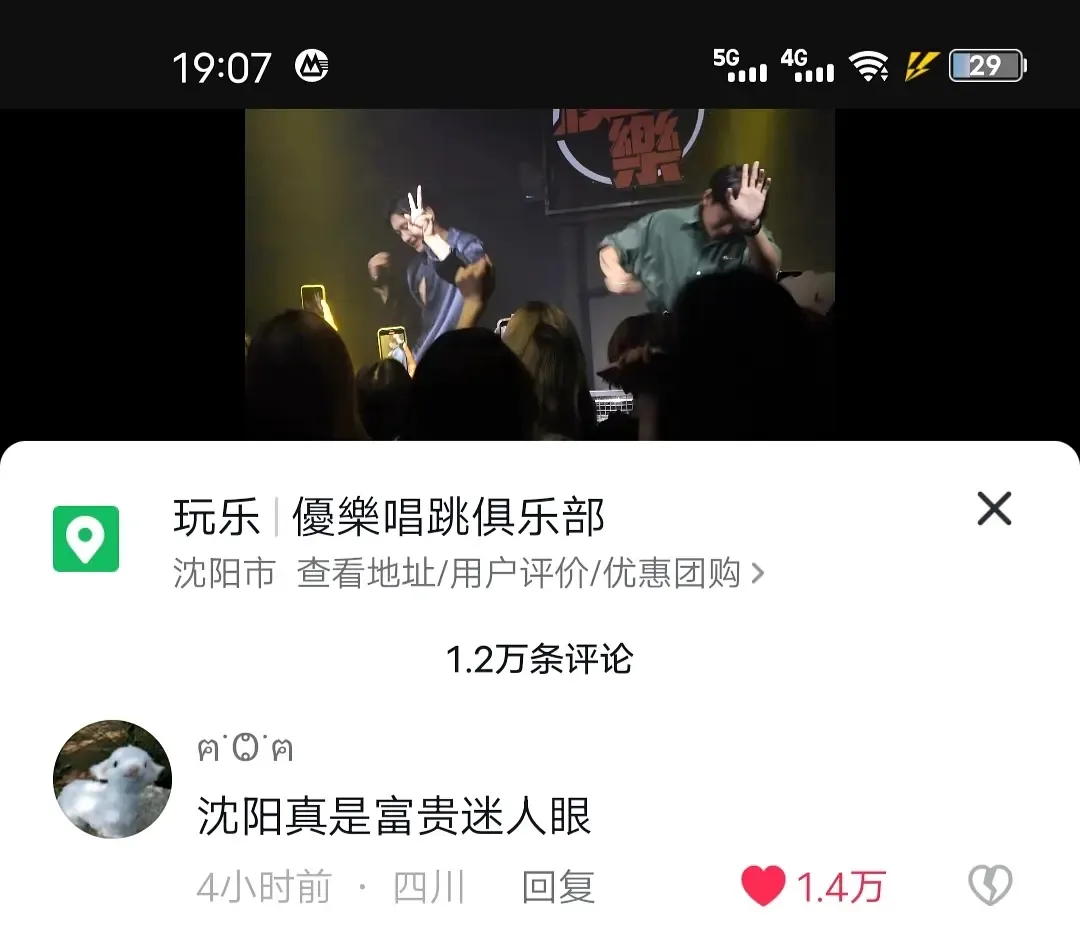 19:07 5G 4G 29
樂
玩乐 | 優樂唱跳俱乐部
沈阳市 查看地址/用户评价/优惠团购 >
1.2万条评论
ฅ˙Ꙫ˙ฅ
沈阳真是富贵迷人眼
4小时前 · 四川 回复 1.4万